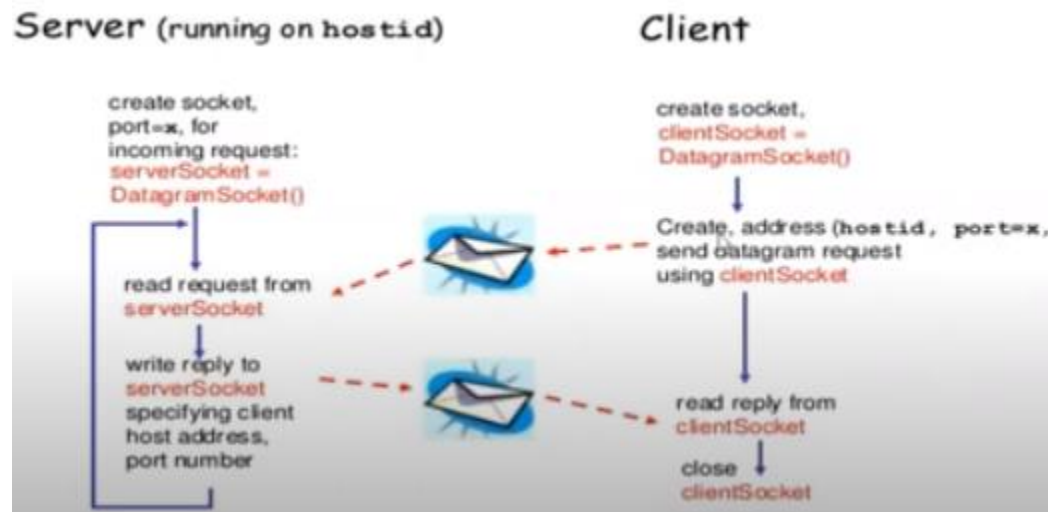 Server (running on hostid)
create socket,
port=x, for
incoming request:
serverSocket =
DatagramSocket()
read request from
serverSocket
write reply to
serverSocket
specifying client
host address,
port number
Client
create socket,
clientSocket =
DatagramSocket()
Create, address (hostid, port=x,
send datagram request
using clientSocket
read reply from
clientSocket
close
clientSocket